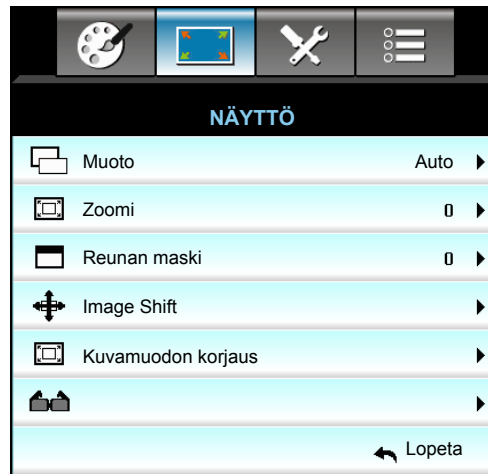 NÄYTTÖ
Muoto Auto
Zoomi 0
Reunan maski 0
Image Shift
Kuvamuodon korjaus
Lopeta